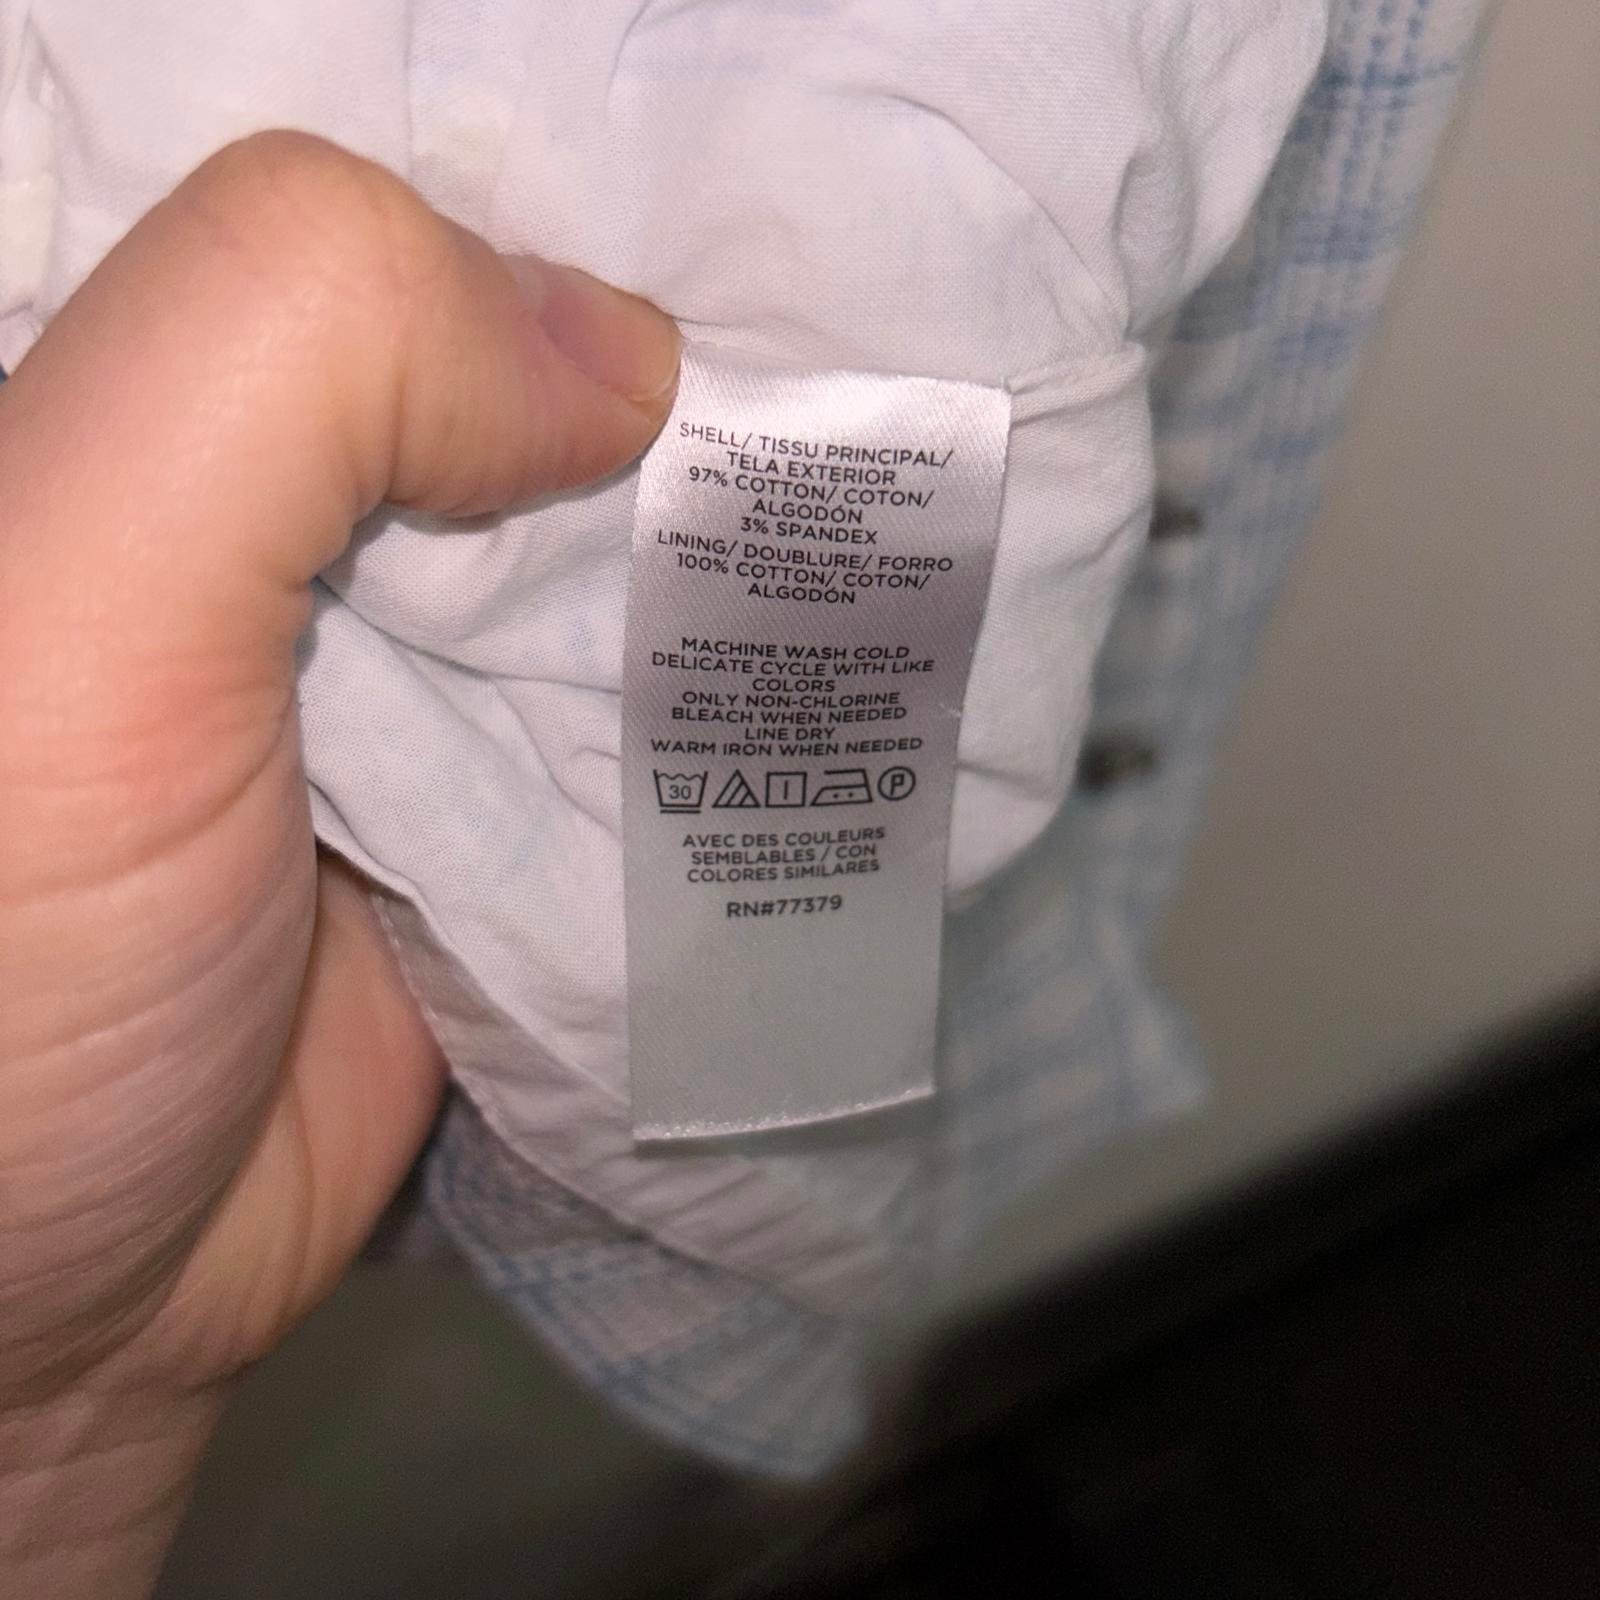 SHELL/ TISSU PRINCIPAL/
TELA EXTERIOR
97% COTTON/ COTON/
ALGODÓN
3% SPANDEX
LINING/ DOUBLURE/ FORRO
100% COTTON/ COTON/
ALGODÓN
MACHINE WASH COLD
DELICATE CYCLE WITH LIKE
COLORS
ONLY NON-CHLORINE
BLEACH WHEN NEEDED
LINE DRY
WARM IRON WHEN NEEDED
30 P
AVEC DES COULEURS
SEMBLABLES / CON
COLORES SIMILARES
RN#77379